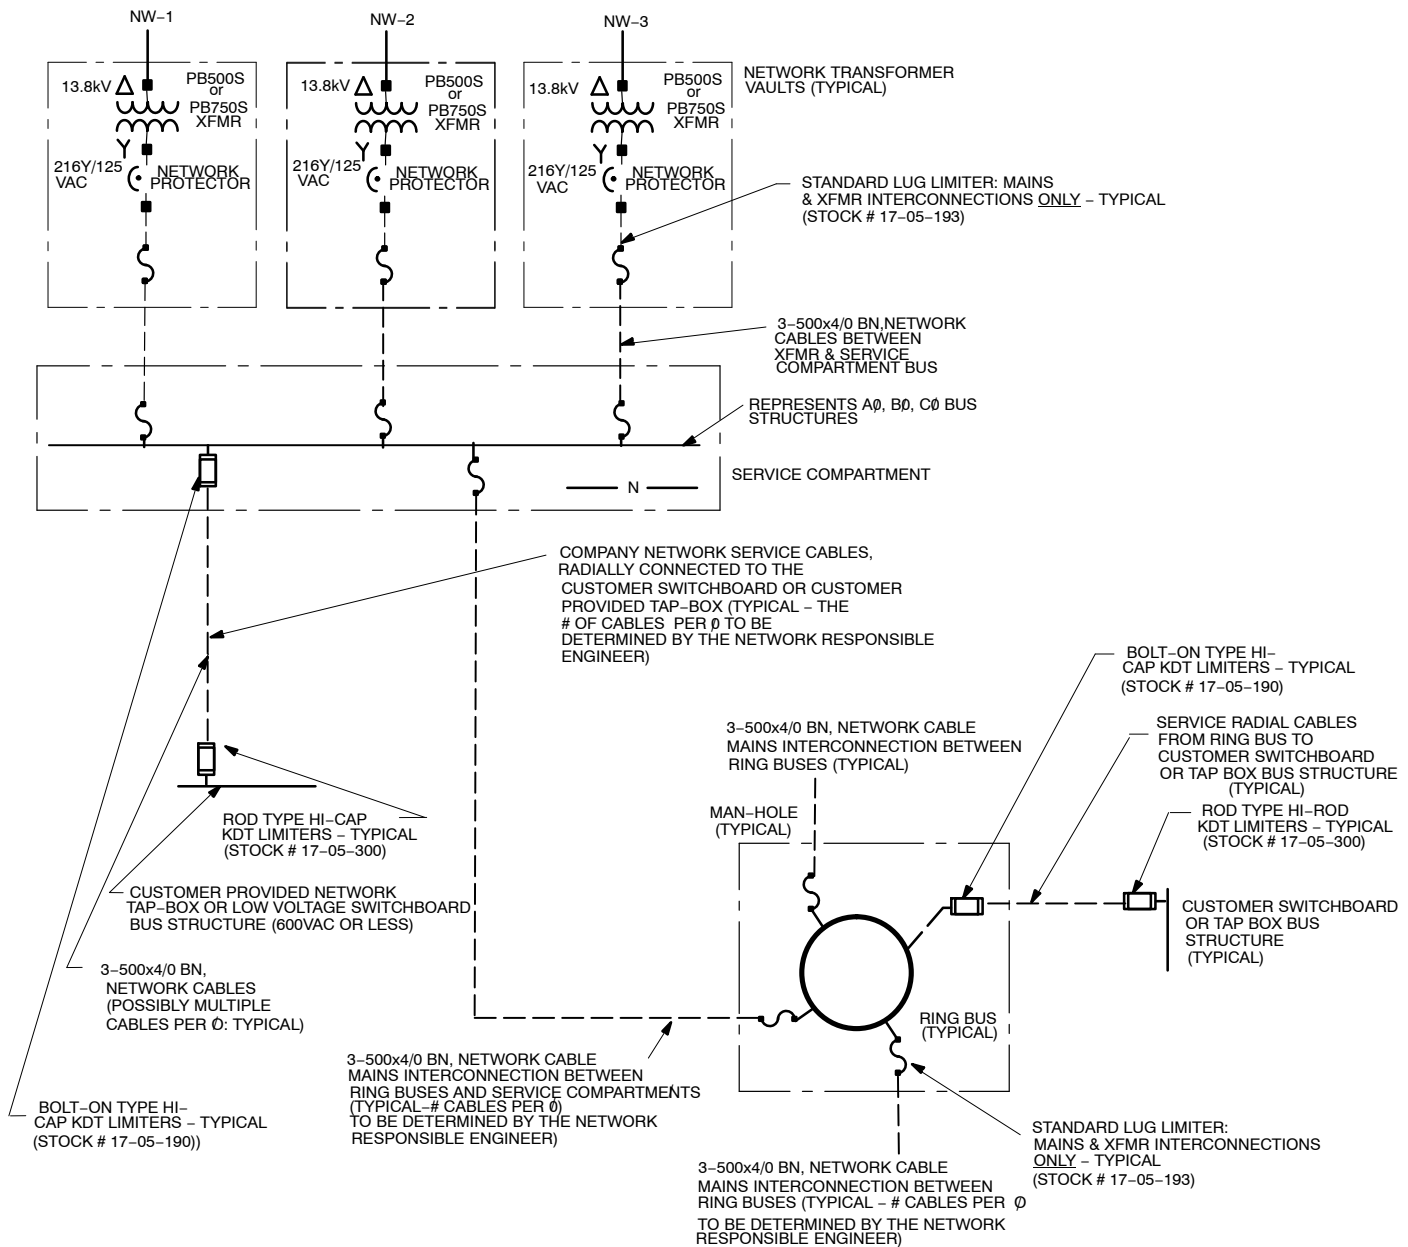 NW-1
NW-2
NW-3
13.8kV
PB500S
or
PB750S
XFMR
216Y/125
VAC
NETWORK
PROTECTOR
13.8kV
PB500S
or
PB750S
XFMR
216Y/125
VAC
NETWORK
PROTECTOR
13.8kV
PB500S
or
PB750S
XFMR
216Y/125
VAC
NETWORK
PROTECTOR
NETWORK TRANSFORMER
VAULTS (TYPICAL)
STANDARD LUG LIMITER: MAINS
& XFMR INTERCONNECTIONS ONLY - TYPICAL
(STOCK # 17-05-193)
3-500x4/0 BN,NETWORK
CABLES BETWEEN
XFMR & SERVICE
COMPARTMENT BUS
REPRESENTS AØ, BØ, CØ BUS
STRUCTURES
SERVICE COMPARTMENT
N
COMPANY NETWORK SERVICE CABLES,
RADIALLY CONNECTED TO THE
CUSTOMER SWITCHBOARD OR CUSTOMER
PROVIDED TAP-BOX (TYPICAL - THE
# OF CABLES PER Ø TO BE
DETERMINED BY THE NETWORK RESPONSIBLE
ENGINEER)
BOLT-ON TYPE HI-
CAP KDT LIMITERS - TYPICAL
(STOCK # 17-05-190)
3-500x4/0 BN, NETWORK CABLE
MAINS INTERCONNECTION BETWEEN
RING BUSES (TYPICAL)
SERVICE RADIAL CABLES
FROM RING BUS TO
CUSTOMER SWITCHBOARD
OR TAP BOX BUS STRUCTURE
(TYPICAL)
ROD TYPE HI-CAP
KDT LIMITERS - TYPICAL
(STOCK # 17-05-300)
MAN-HOLE
(TYPICAL)
ROD TYPE HI-ROD
KDT LIMITERS - TYPICAL
(STOCK # 17-05-300)
CUSTOMER PROVIDED NETWORK
TAP-BOX OR LOW VOLTAGE SWITCHBOARD
BUS STRUCTURE (600VAC OR LESS)
CUSTOMER SWITCHBOARD
OR TAP BOX BUS
STRUCTURE
(TYPICAL)
3-500x4/0 BN,
NETWORK CABLES
(POSSIBLY MULTIPLE
CABLES PER Ø: TYPICAL)
RING BUS
(TYPICAL)
3-500x4/0 BN, NETWORK CABLE
MAINS INTERCONNECTION BETWEEN
RING BUSES AND SERVICE COMPARTMENTS
(TYPICAL-# CABLES PER Ø)
TO BE DETERMINED BY THE NETWORK
RESPONSIBLE ENGINEER)
BOLT-ON TYPE HI-
CAP KDT LIMITERS - TYPICAL
(STOCK # 17-05-190))
STANDARD LUG LIMITER:
MAINS & XFMR INTERCONNECTIONS
ONLY - TYPICAL
(STOCK # 17-05-193)
3-500x4/0 BN, NETWORK CABLE
MAINS INTERCONNECTION BETWEEN
RING BUSES (TYPICAL - # CABLES PER Ø
TO BE DETERMINED BY THE NETWORK
RESPONSIBLE ENGINEER)